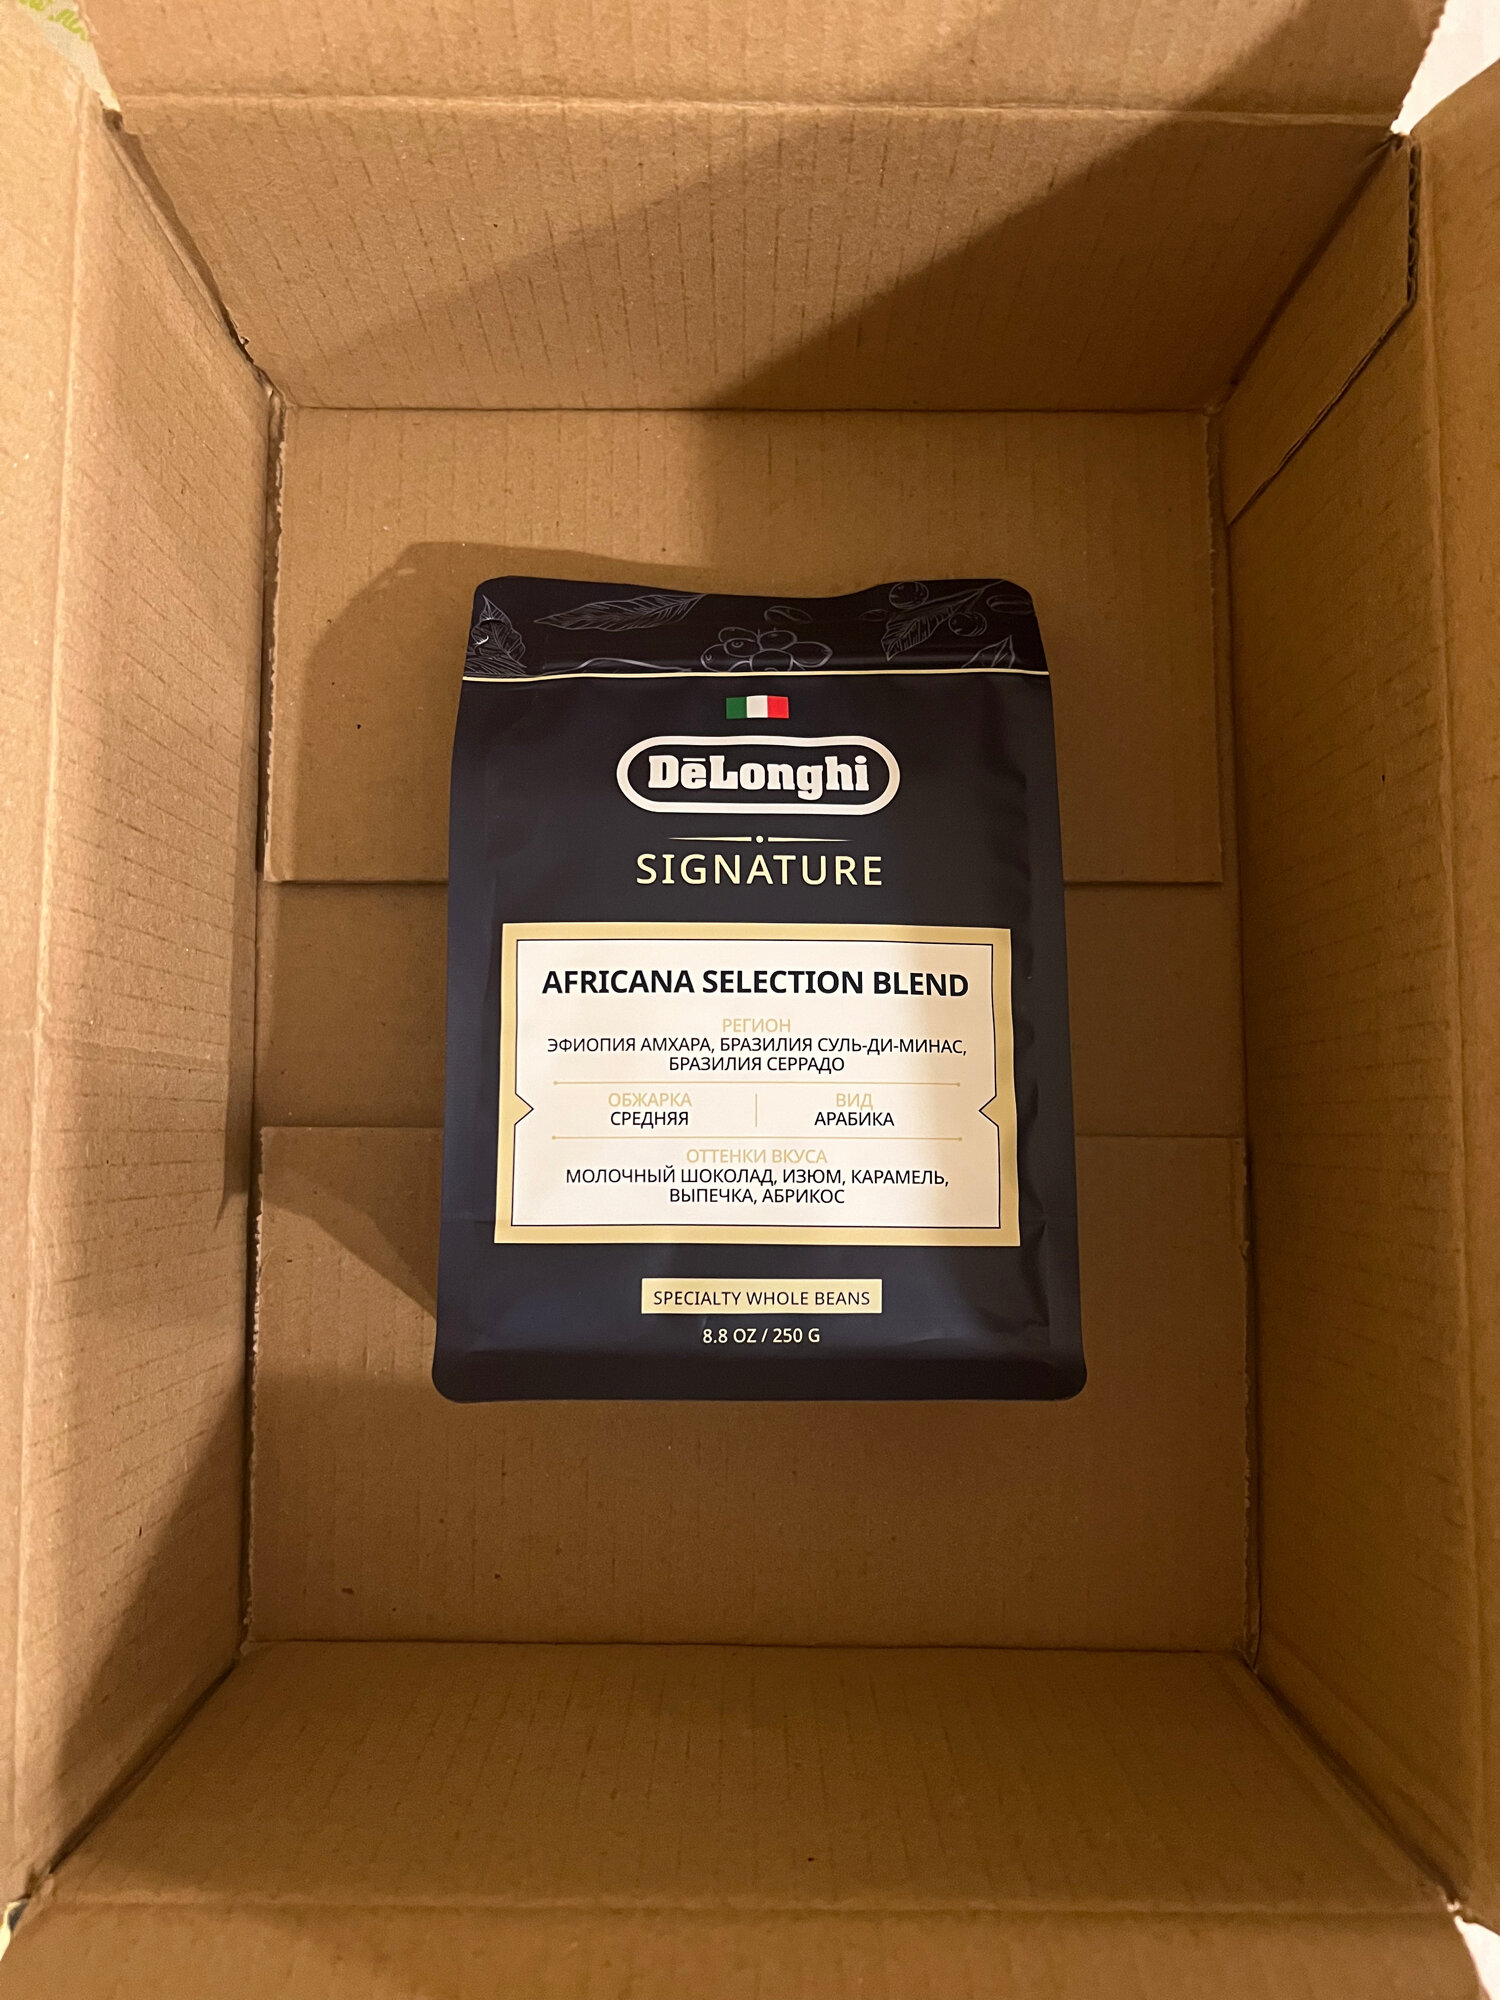 DeLonghi
SIGNATURE
AFRICANA SELECTION BLEND
РЕГИОН
ЭФИОПИЯ АМХАРА, БРАЗИЛИЯ СУЛЬ-ДИ-МИНАС,
БРАЗИЛИЯ СЕРРАДО
ОБЖАРКА ВИД
СРЕДНЯЯ АРАБИКА
ОТТЕНКИ ВКУСА
МОЛОЧНЫЙ ШОКОЛАД, ИЗЮМ, КАРАМЕЛЬ,
ВЫПЕЧКА, АБРИКОС
SPECIALTY WHOLE BEANS
8.8 OZ / 250 G